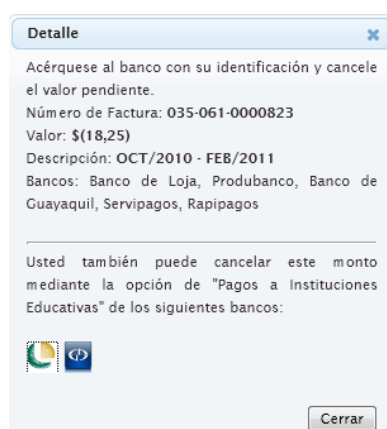 Detalle
Acérquese al banco con su identificación y cancele
el valor pendiente.
Número de Factura: 035-061-0000823
Valor: $(18,25)
Descripción: OCT/2010 - FEB/2011
Bancos: Banco de Loja, Produbanco, Banco de
Guayaquil, Servipagos, Rapipagos
Usted también puede cancelar este monto
mediante la opción de "Pagos a Instituciones
Educativas" de los siguientes bancos:
Cerrar